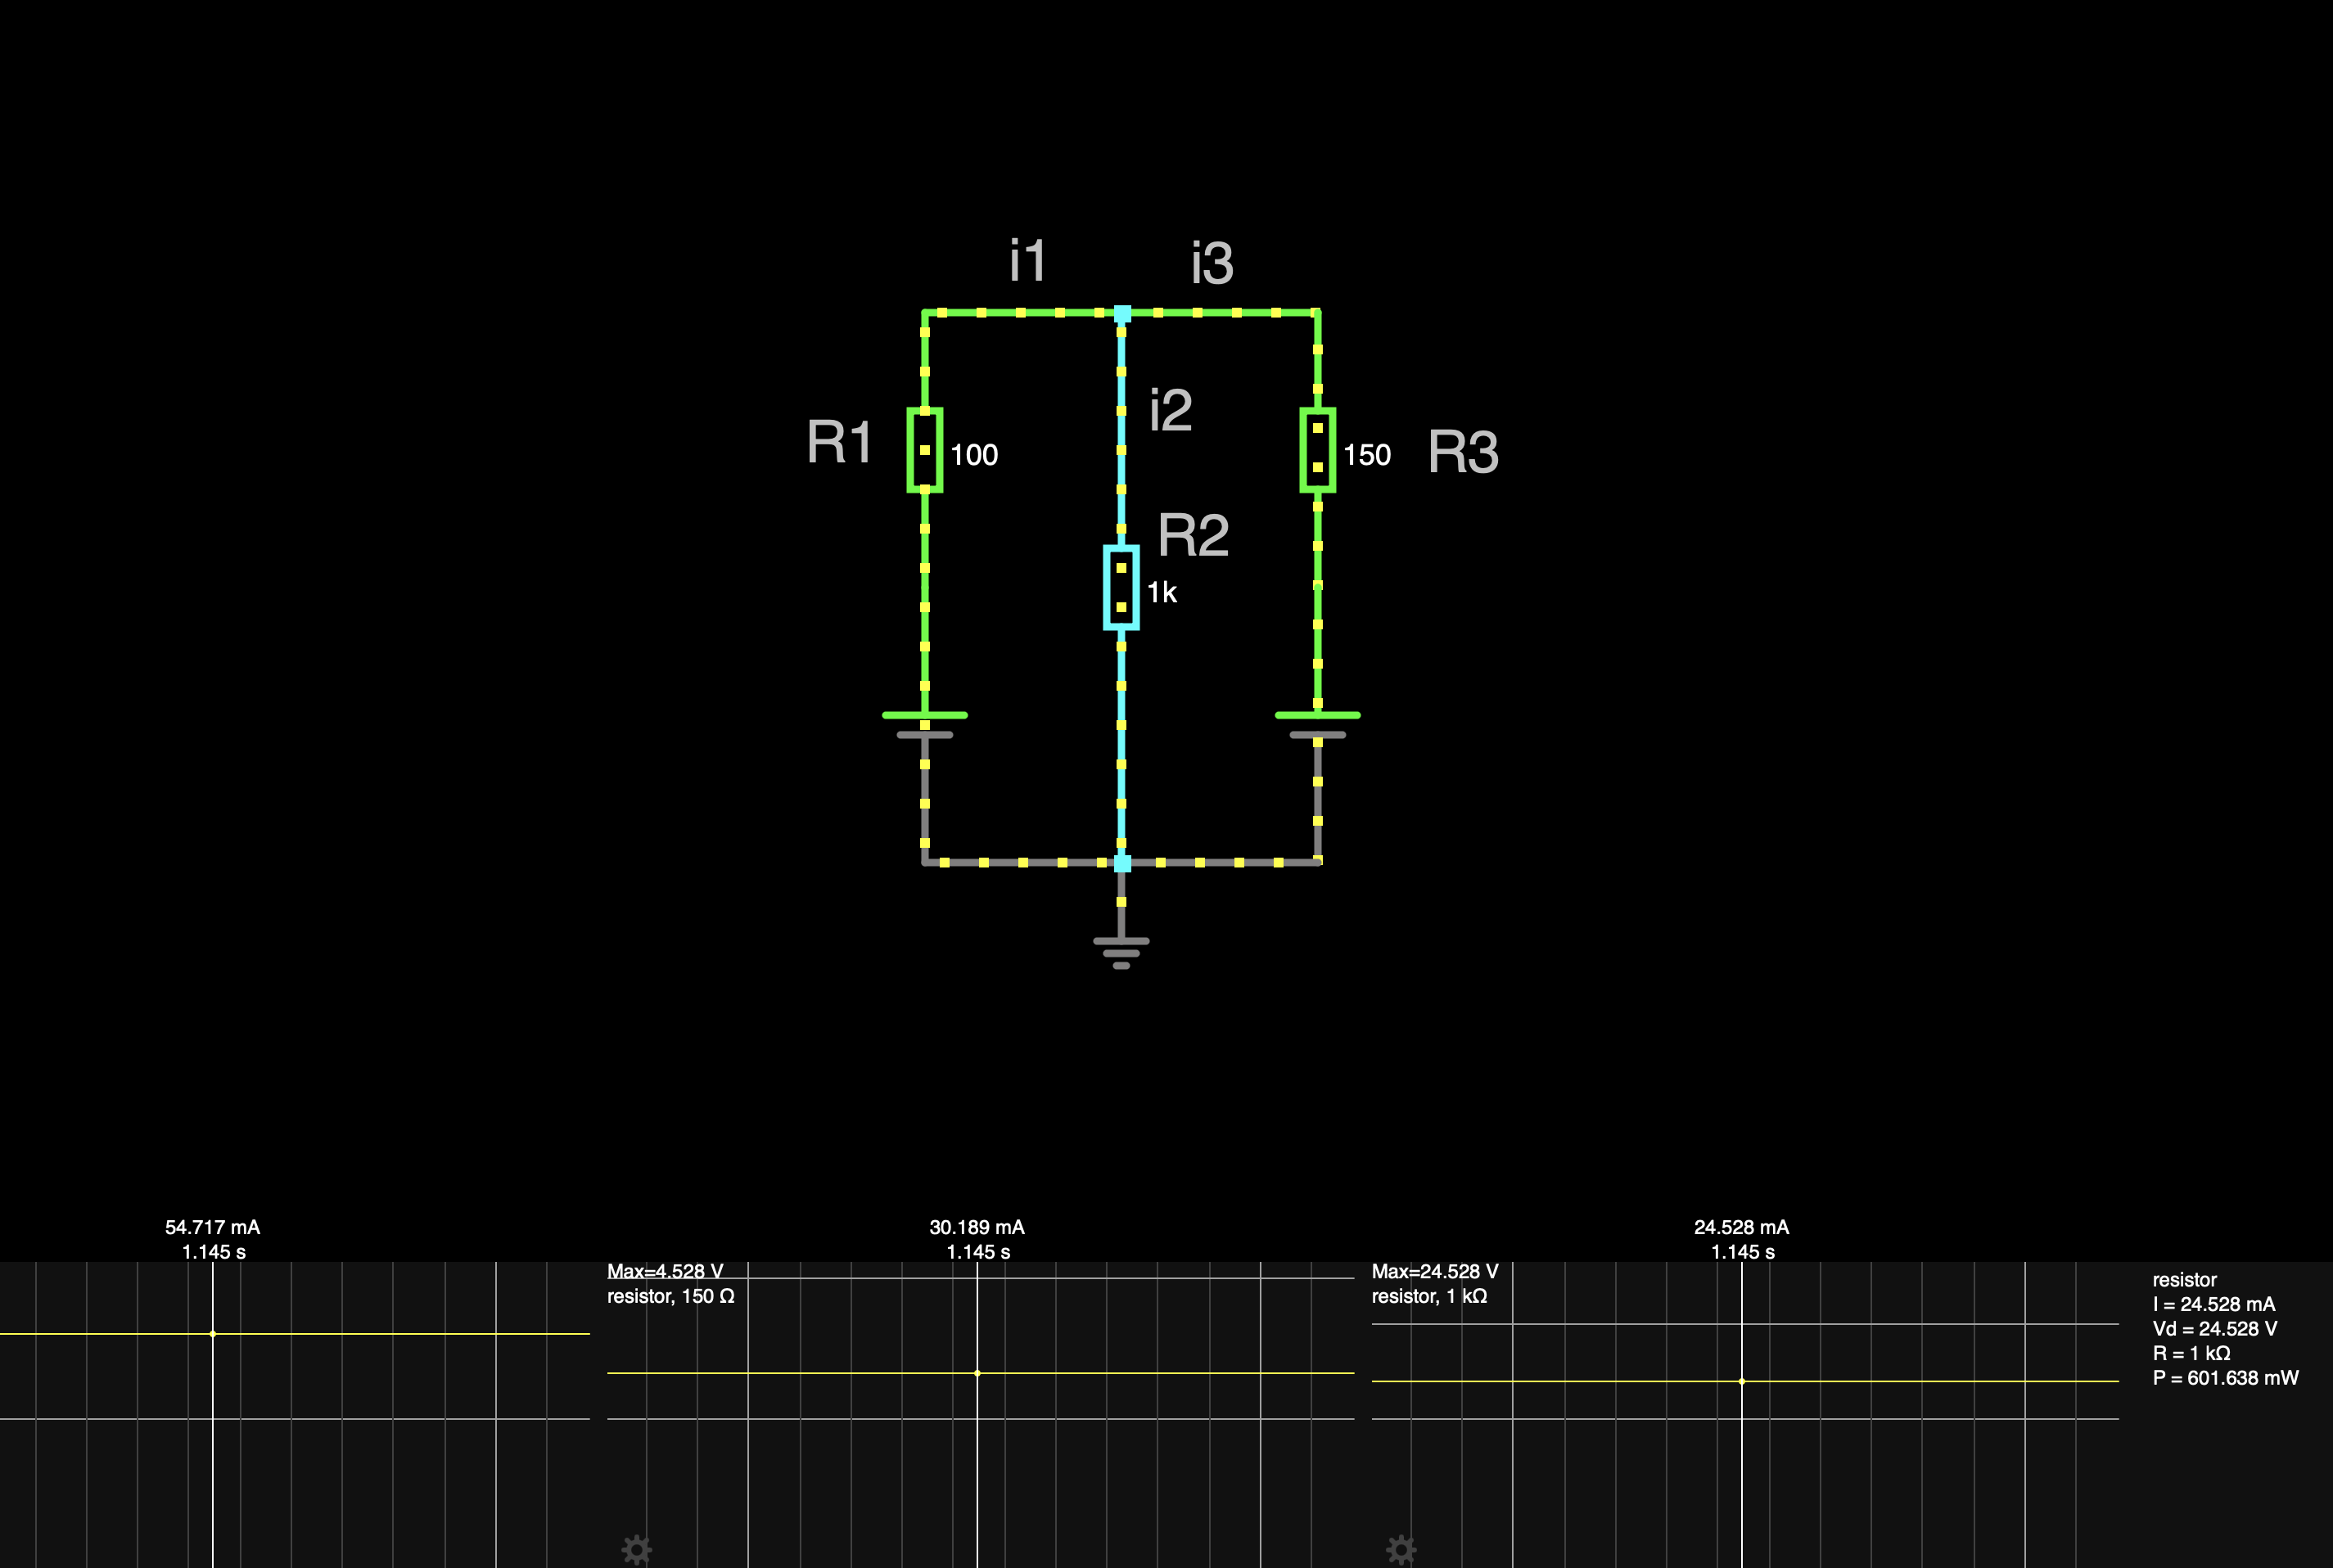 i1
i3
i2
R1
100
150
R3
R2
1k
54.717 mA
1.145 s
30.189 mA
1.145 s
24.528 mA
1.145 s
Max=4.528 V
resistor, 150 Ω
Max=24.528 V
resistor, 1 kΩ
resistor
I = 24.528 mA
Vd = 24.528 V
R = 1 kΩ
P = 601.638 mW